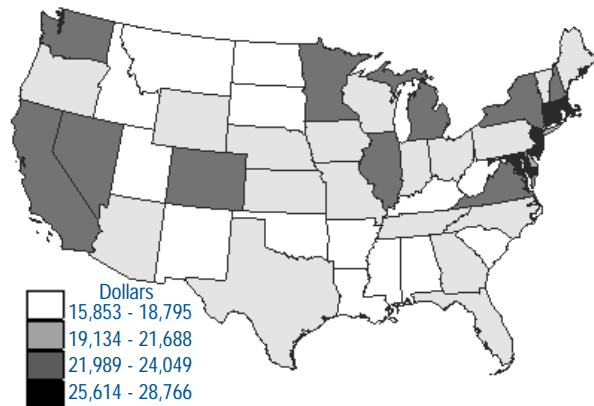 Dollars
15,853 - 18,795
19,134 - 21,688
21,989 - 24,049
25,614 - 28,766